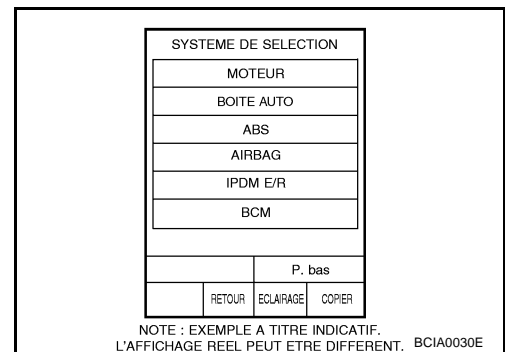 SYSTEME DE SELECTION
MOTEUR
BOITE AUTO
ABS
AIRBAG
IPDM E/R
BCM
P. bas
RETOUR ECLAIRAGE COPIER
NOTE : EXEMPLE A TITRE INDICATIF.
L'AFFICHAGE REEL PEUT ETRE DIFFERENT. BCIA0030E